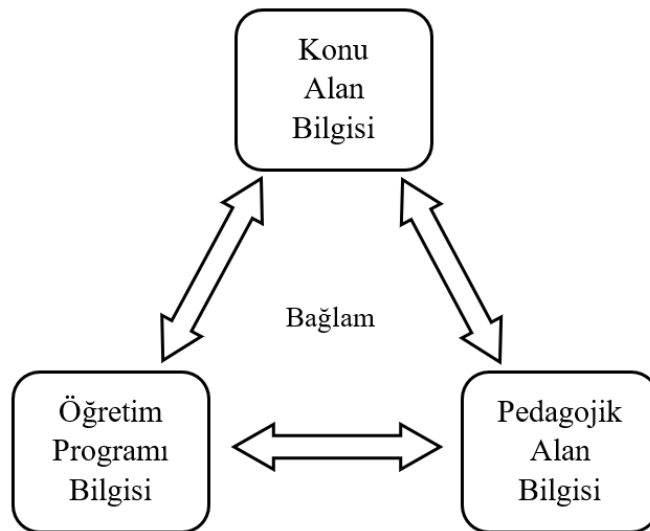 Konu
Alan
Bilgisi
Bağlam
Öğretim
Programı
Bilgisi
Pedagojik
Alan
Bilgisi